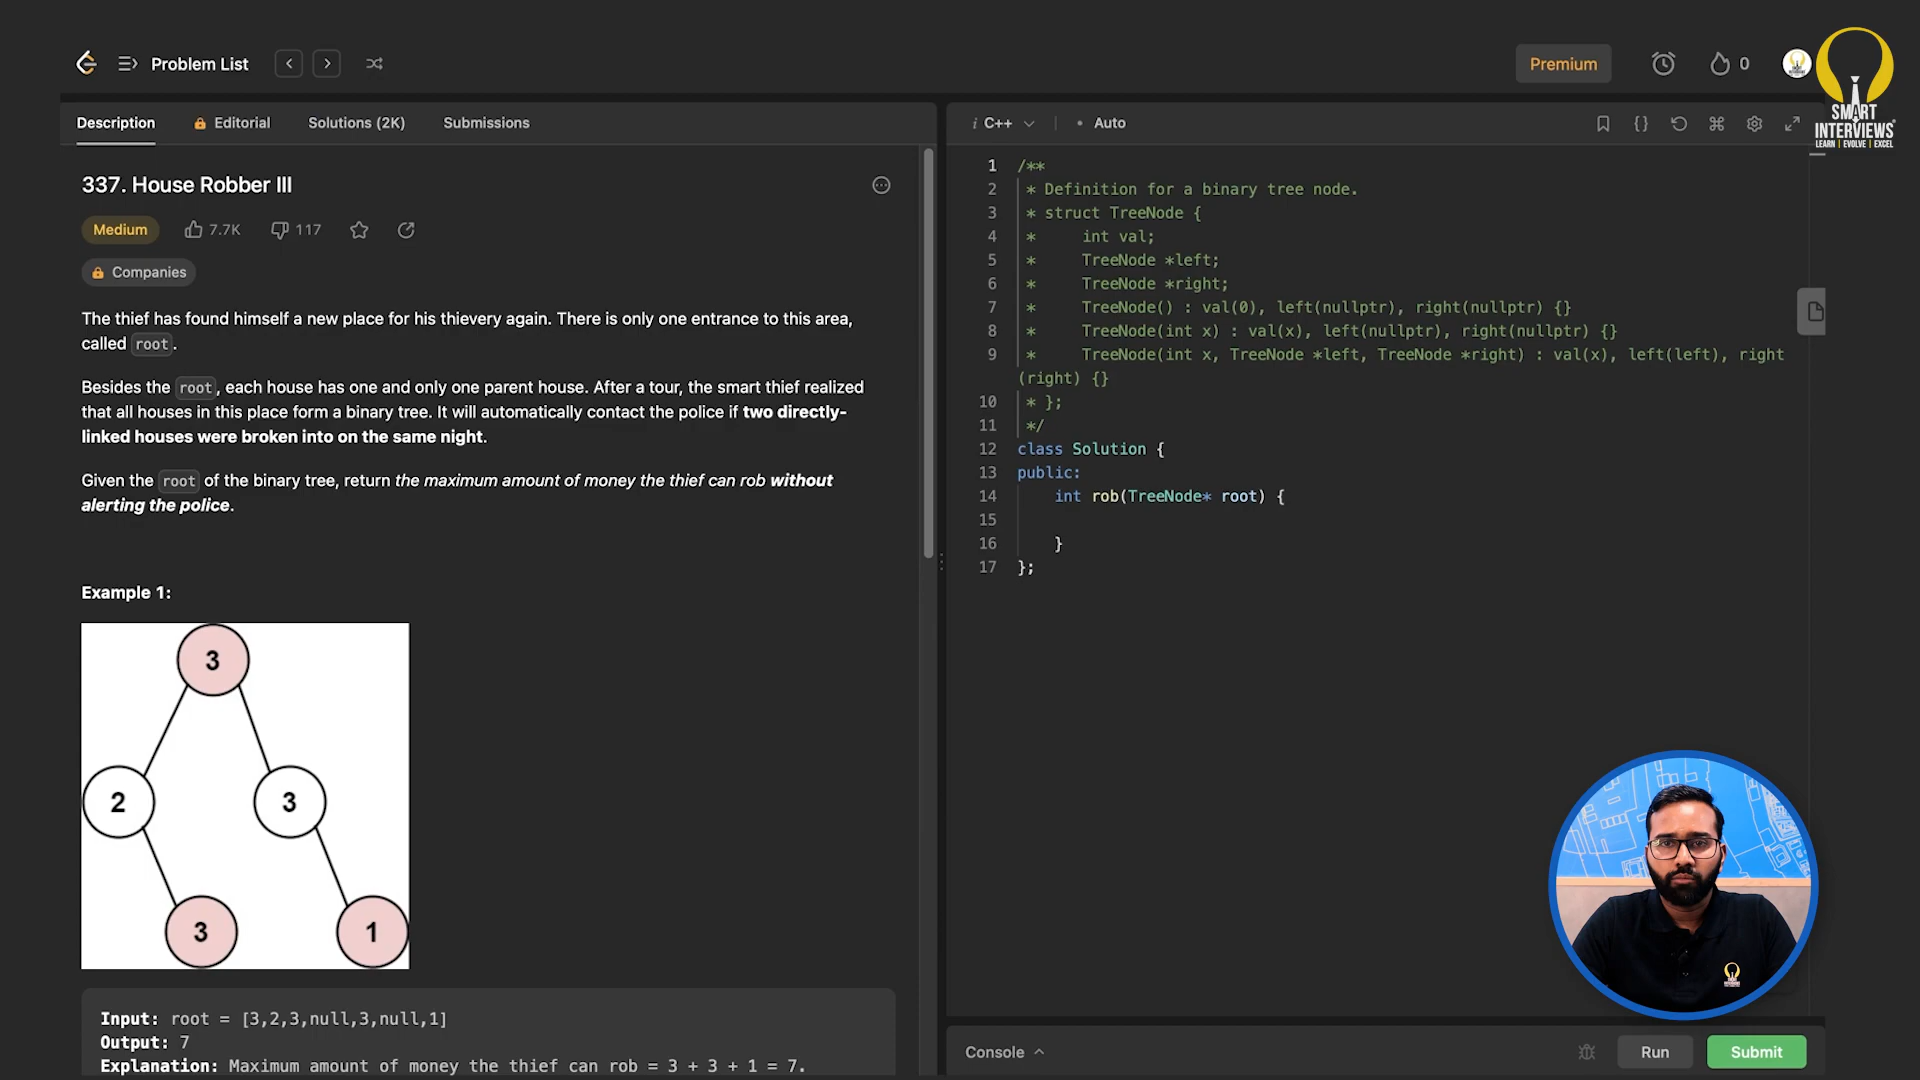 Problem List
Premium
0
SMART
INTERVIEWS
LEARN | EVOLVE | EXCEL
Description
Editorial
Solutions (2K)
Submissions
337. House Robber III
Medium
7.7K
117
Companies
The thief has found himself a new place for his thievery again. There is only one entrance to this area,
called root.
Besides the root, each house has one and only one parent house. After a tour, the smart thief realized
that all houses in this place form a binary tree. It will automatically contact the police if two directly-
linked houses were broken into on the same night.
Given the root of the binary tree, return the maximum amount of money the thief can rob without
alerting the police.
Example 1:
3
2
3
3
1
Input: root = [3,2,3,null,3,null,1]
Output: 7
Explanation: Maximum amount of money the thief can rob = 3 + 3 + 1 = 7.
i C++
• Auto
1 /**
2 * Definition for a binary tree node.
3 * struct TreeNode {
4 *     int val;
5 *     TreeNode *left;
6 *     TreeNode *right;
7 *     TreeNode() : val(0), left(nullptr), right(nullptr) {}
8 *     TreeNode(int x) : val(x), left(nullptr), right(nullptr) {}
9 *     TreeNode(int x, TreeNode *left, TreeNode *right) : val(x), left(left), right
(right) {}
10 * };
11 */
12 class Solution {
13 public:
14     int rob(TreeNode* root) {
15
16     }
17 };
Console
Run
Submit